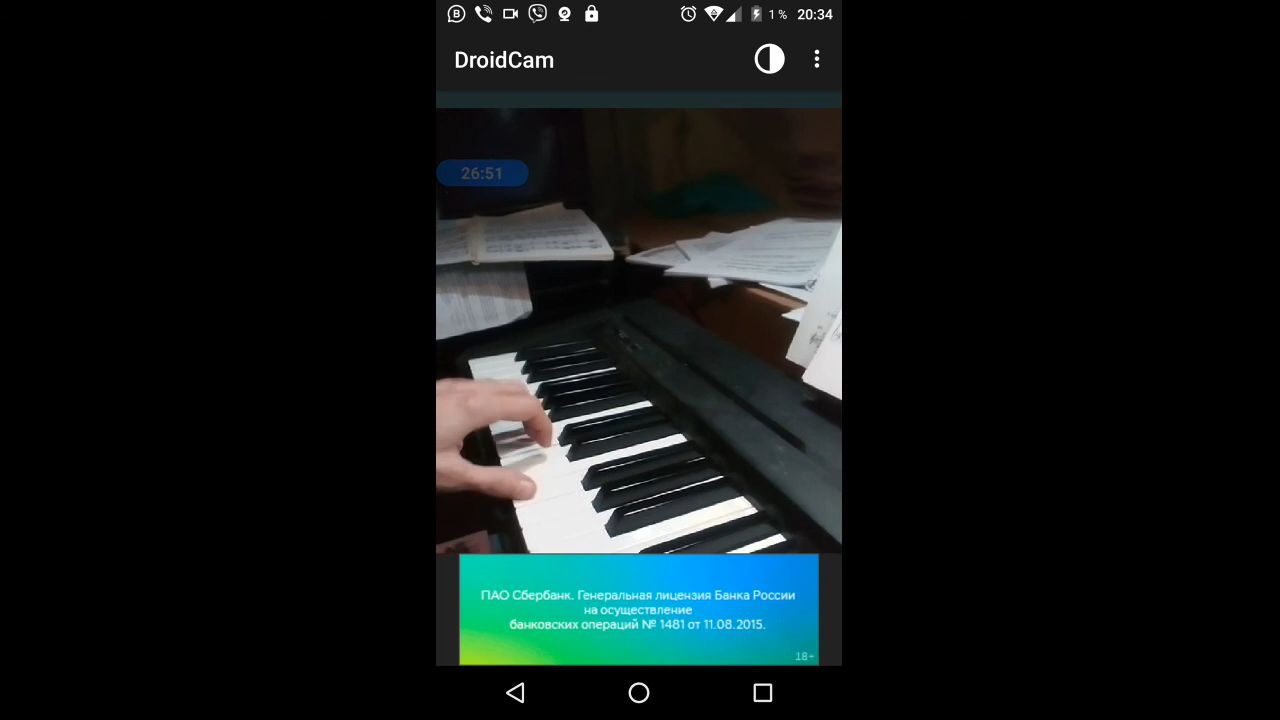 1 % 20:34
DroidCam
26:51
ПАО Сбербанк. Генеральная лицензия Банка России
на осуществление
банковских операций № 1481 от 11.08.2015.
18+